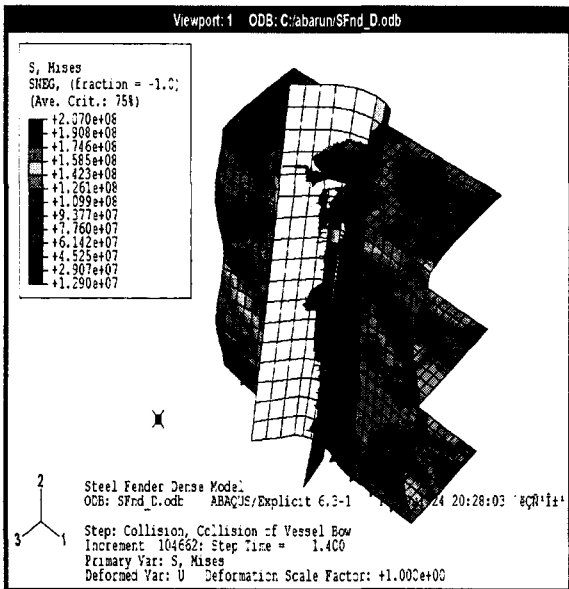 Viewport: 1 ODB: C:/abarun/SFnd_D.odb
S, Mises
SNEG, (fraction = -1.0)
(Ave. Crit.: 75%)
+2.070e+08
+1.908e+08
+1.746e+08
+1.585e+08
+1.423e+08
+1.261e+08
+1.099e+08
+9.377e+07
+7.760e+07
+6.142e+07
+4.525e+07
+2.907e+07
+1.290e+07
2
3
1
Steel Fender Dense Model
ODB: SFnd_D.odb ABAQUS/Explicit 6.3-1 24 20:28:03
Step: Collision, Collision of Vessel Bow
Increment 104662: Step Time = 1.400
Primary Var: S, Mises
Deformed Var: U Deformation Scale Factor: +1.000e+00